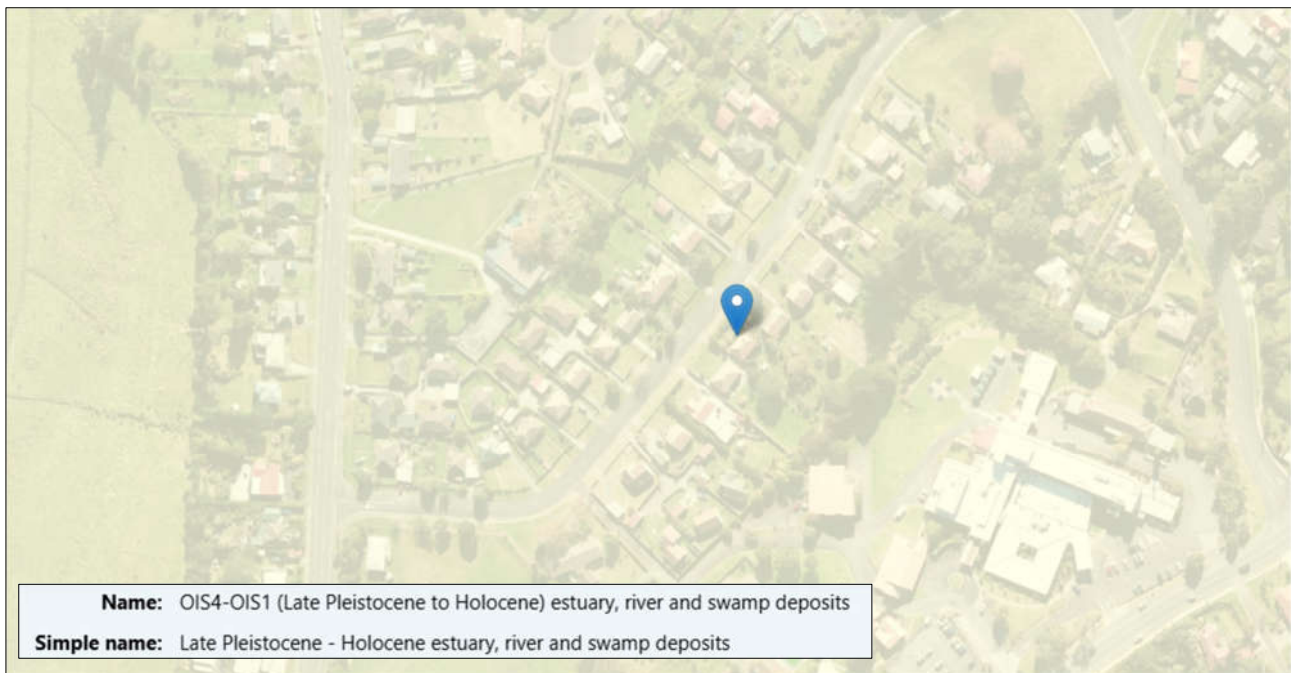 Name: OIS4-OIS1 (Late Pleistocene to Holocene) estuary, river and swamp deposits
Simple name: Late Pleistocene - Holocene estuary, river and swamp deposits